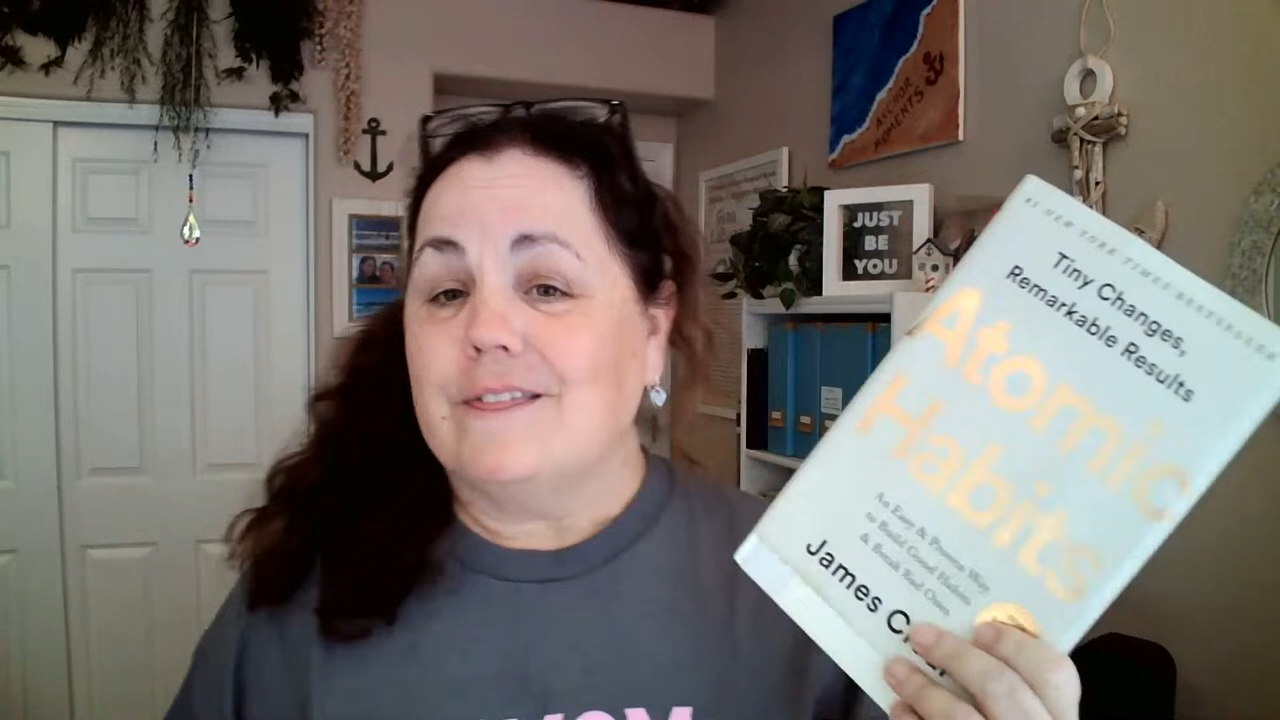 ANCHOR
MOMENTS
JUST
BE
YOU
#1 NEW YORK TIMES BESTSELLER
Tiny Changes,
Remarkable Results
Atomic
Habits
An Easy & Proven Way
to Build Good Habits
& Break Bad Ones
James
MOM